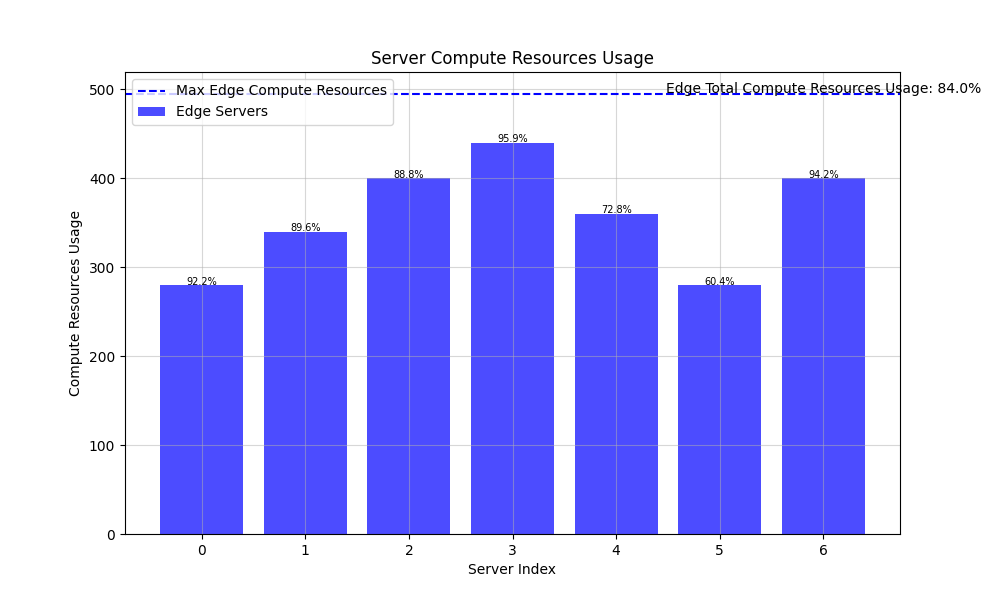 Server Compute Resources Usage
Max Edge Compute Resources
Edge Servers
Edge Total Compute Resources Usage: 84.0%
Compute Resources Usage
500
400
300
200
100
0
92.2%
89.6%
88.8%
95.9%
72.8%
60.4%
94.2%
0 1 2 3 4 5 6
Server Index